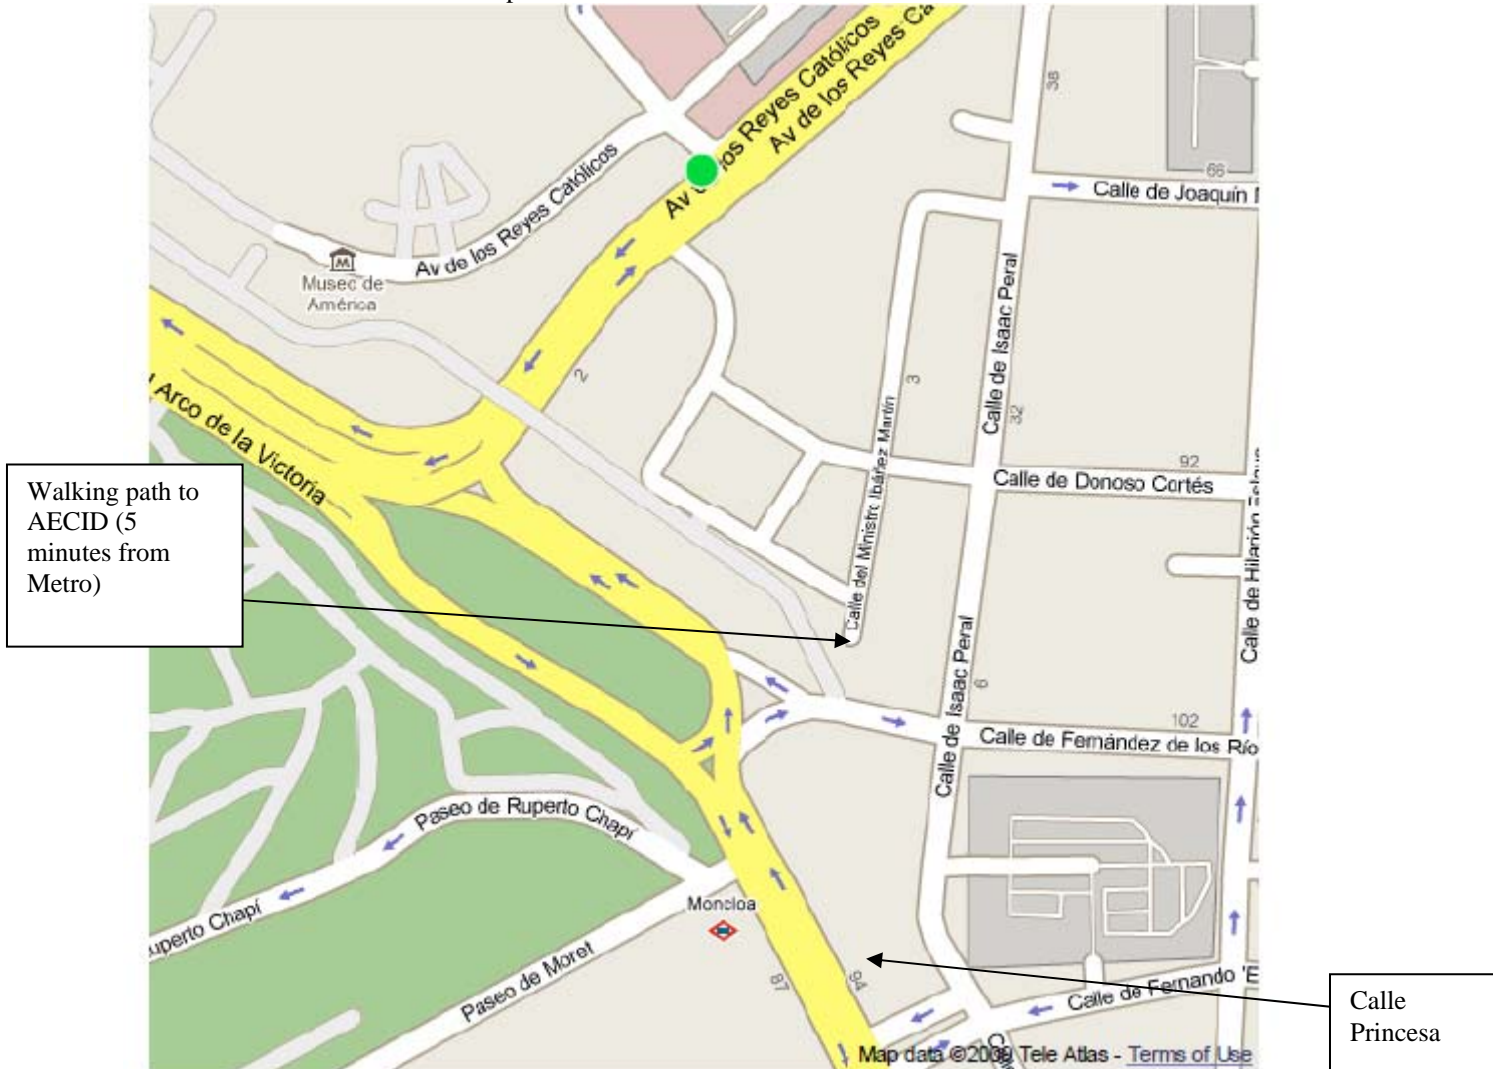 Av de los Reyes Católicos
Av de los Reyes Ca
38
66
Calle de Joaquín
Av de los Reyes Católicos
Museo de
América
Calle de Isaac Peral
3
32
2
Arco de la Victoria
Calle del Ministro Ibáñez Martín
92
Calle de Donoso Cortés
Walking path to
AECID (5
minutes from
Metro)
Calle de Hilarión
Calle de Isaac Peral
6
102
Calle de Fernández de los Río
Paseo de Ruperto Chapí
uperto Chapí
Moncloa
Paseo de Moret
87
94
Calle de Fernando 'E
Calle
Princesa
Map data ©2009 Tele Atlas - Terms of Use